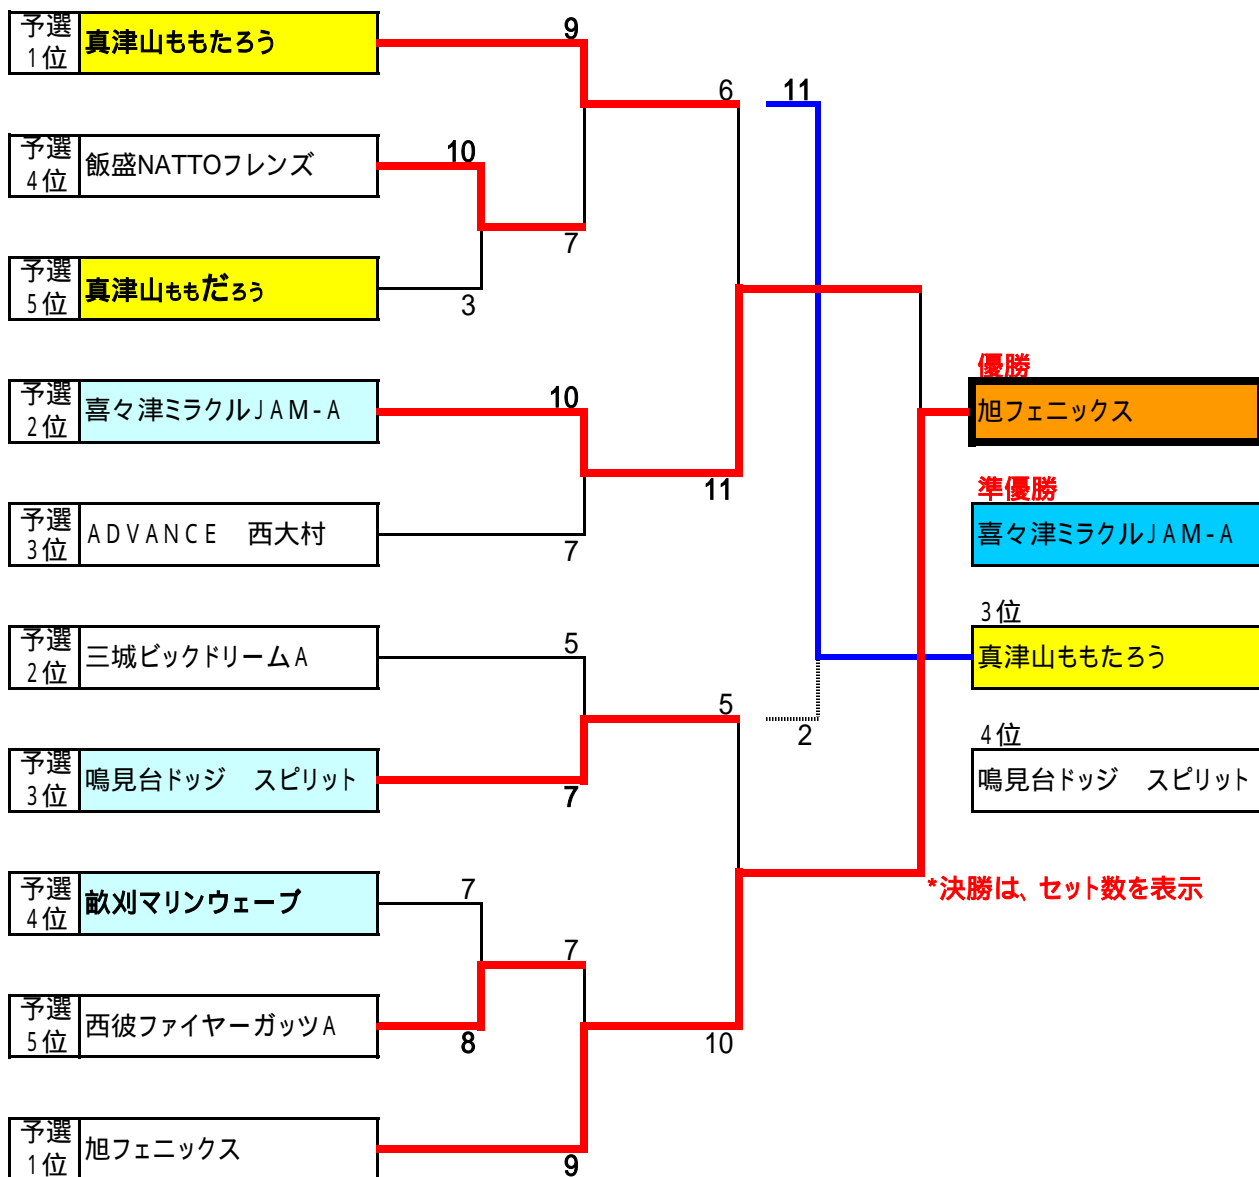 予選
1位
真津山ももたろう
9
6
11
予選
4位
飯盛NATTOフレンズ
10
7
予選
5位
真津山ももだろう
3
優勝
旭フェニックス
予選
2位
喜々津ミラクルJAM-A
10
11
準優勝
喜々津ミラクルJAM-A
予選
3位
ADVANCE　西大村
7
3位
真津山ももたろう
予選
2位
三城ビックドリームA
5
5
2
4位
鳴見台ドッジ　スピリット
予選
3位
鳴見台ドッジ　スピリット
7
*決勝は、セット数を表示
予選
4位
畝刈マリンウェーブ
7
7
予選
5位
西彼ファイヤーガッツA
8
10
予選
1位
旭フェニックス
9